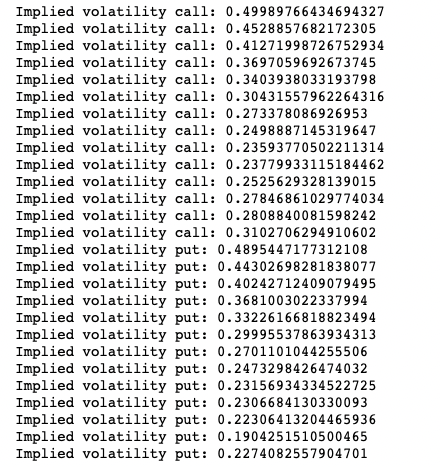 Implied volatility call: 0.49989766434694327
Implied volatility call: 0.4528857682172305
Implied volatility call: 0.41271998726752934
Implied volatility call: 0.3697059692673745
Implied volatility call: 0.3403938033193798
Implied volatility call: 0.30431557962264316
Implied volatility call: 0.273378086926953
Implied volatility call: 0.2498887145319647
Implied volatility call: 0.23593770502211314
Implied volatility call: 0.23779933115184462
Implied volatility call: 0.2525629328139015
Implied volatility call: 0.27846861029774034
Implied volatility call: 0.2808840081598242
Implied volatility call: 0.3102706294910602
Implied volatility put: 0.4895447177312108
Implied volatility put: 0.44302698281838077
Implied volatility put: 0.40242712409079495
Implied volatility put: 0.3681003022337994
Implied volatility put: 0.33226166818823494
Implied volatility put: 0.29995537863934313
Implied volatility put: 0.2701101044255506
Implied volatility put: 0.2473298426474032
Implied volatility put: 0.23156934334522725
Implied volatility put: 0.2306684130330093
Implied volatility put: 0.22306413204465936
Implied volatility put: 0.1904251510500465
Implied volatility put: 0.2274082557904701